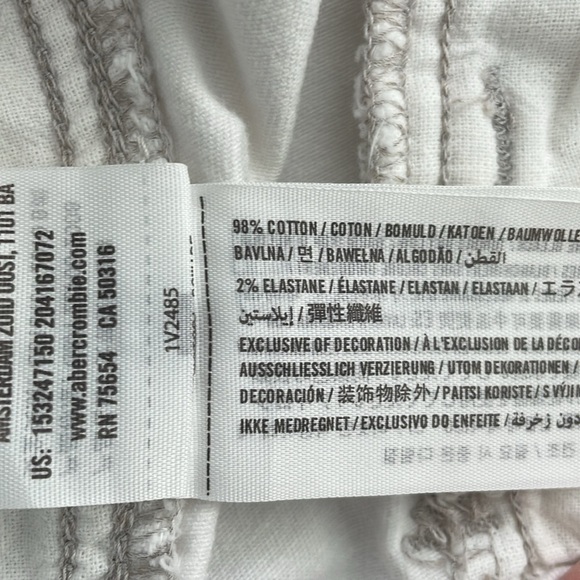 AMSTERDAM ZUID OOST, 1101 BA
US: 153247150 204167072
www.abercrombie.com
RN 75654 CA 50316
1V2485
98% COTTON / COTON / BOMULD / KATOEN / BAUMWOLLE
BAVLNA / 면 / BAWEŁNA / ALGODÃO / القطن
2% ELASTANE / ÉLASTANE / ELASTAN / ELASTAAN / エラス
إيلاستين / 彈性纖維
EXCLUSIVE OF DECORATION / À L'EXCLUSION DE LA DÉCO
AUSSCHLIESSLICH VERZIERUNG / UTOM DEKORATIONEN /
DECORACIÓN / 装饰物除外 / PAITSI KORISTE / S VÝJIM
IKKE MEDREGNET / EXCLUSIVO DO ENFEITE / دون زخرفة